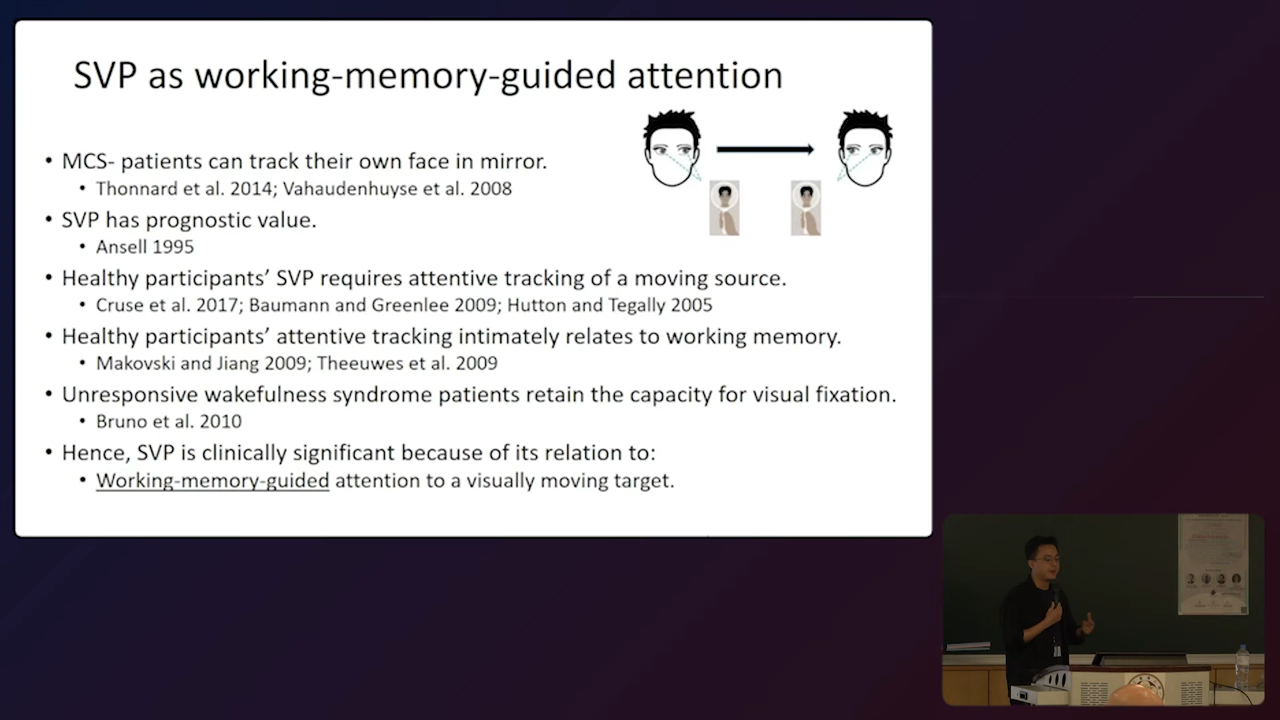 SVP as working-memory-guided attention
• MCS- patients can track their own face in mirror.
• Thonnard et al. 2014; Vahaudenhuyse et al. 2008
• SVP has prognostic value.
• Ansell 1995
• Healthy participants’ SVP requires attentive tracking of a moving source.
• Cruse et al. 2017; Baumann and Greenlee 2009; Hutton and Tegally 2005
• Healthy participants’ attentive tracking intimately relates to working memory.
• Makovski and Jiang 2009; Theeuwes et al. 2009
• Unresponsive wakefulness syndrome patients retain the capacity for visual fixation.
• Bruno et al. 2010
• Hence, SVP is clinically significant because of its relation to:
• Working-memory-guided attention to a visually moving target.